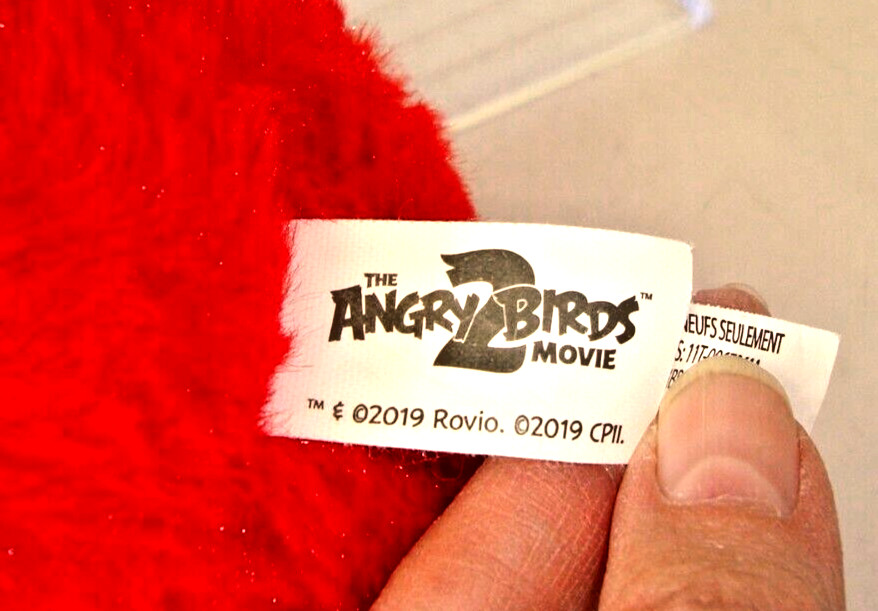 THE
ANGRY 2 BIRDS™
MOVIE
™ & ©2019 Rovio. ©2019 CPII.
NEUFS SEULEMENT